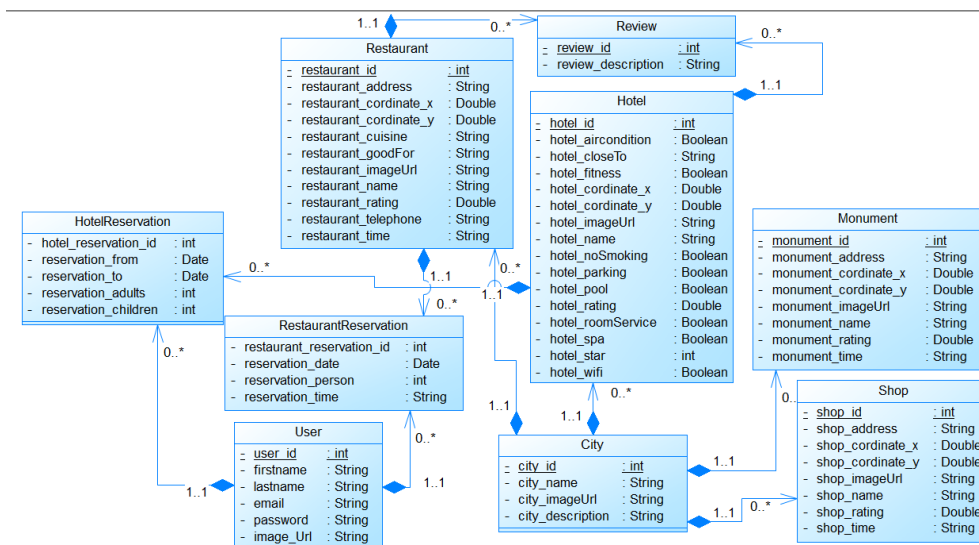 1..1
0..*
Review
- review_id : int
- review_description : String
0..*
1..1
Restaurant
- restaurant_id : int
- restaurant_address : String
- restaurant_cordinate_x : Double
- restaurant_cordinate_y : Double
- restaurant_cuisine : String
- restaurant_goodFor : String
- restaurant_imageUrl : String
- restaurant_name : String
- restaurant_rating : Double
- restaurant_telephone : String
- restaurant_time : String
Hotel
- hotel_id : int
- hotel_aircondition : Boolean
- hotel_closeTo : String
- hotel_fitness : Boolean
- hotel_cordinate_x : Double
- hotel_cordinate_y : Double
- hotel_imageUrl : String
- hotel_name : String
- hotel_noSmoking : Boolean
- hotel_parking : Boolean
- hotel_pool : Boolean
- hotel_rating : Double
- hotel_roomService : Boolean
- hotel_spa : Boolean
- hotel_star : int
- hotel_wifi : Boolean
HotelReservation
- hotel_reservation_id : int
- reservation_from : Date
- reservation_to : Date
- reservation_adults : int
- reservation_children : int
Monument
- monument_id : int
- monument_address : String
- monument_cordinate_x : Double
- monument_cordinate_y : Double
- monument_imageUrl : String
- monument_name : String
- monument_rating : Double
- monument_time : String
0..*
1..1
0..*
1..1
0..*
RestaurantReservation
- restaurant_reservation_id : int
- reservation_date : Date
- reservation_person : int
- reservation_time : String
0..*
0..*
0..
1..1
1..1
Shop
- shop_id : int
- shop_address : String
- shop_cordinate_x : Double
- shop_cordinate_y : Double
- shop_imageUrl : String
- shop_name : String
- shop_rating : Double
- shop_time : String
User
- user_id : int
- firstname : String
- lastname : String
- email : String
- password : String
- image_Url : String
0..*
1..1
1..1
City
- city_id : int
- city_name : String
- city_imageUrl : String
- city_description : String
1..1
1..1
0..*